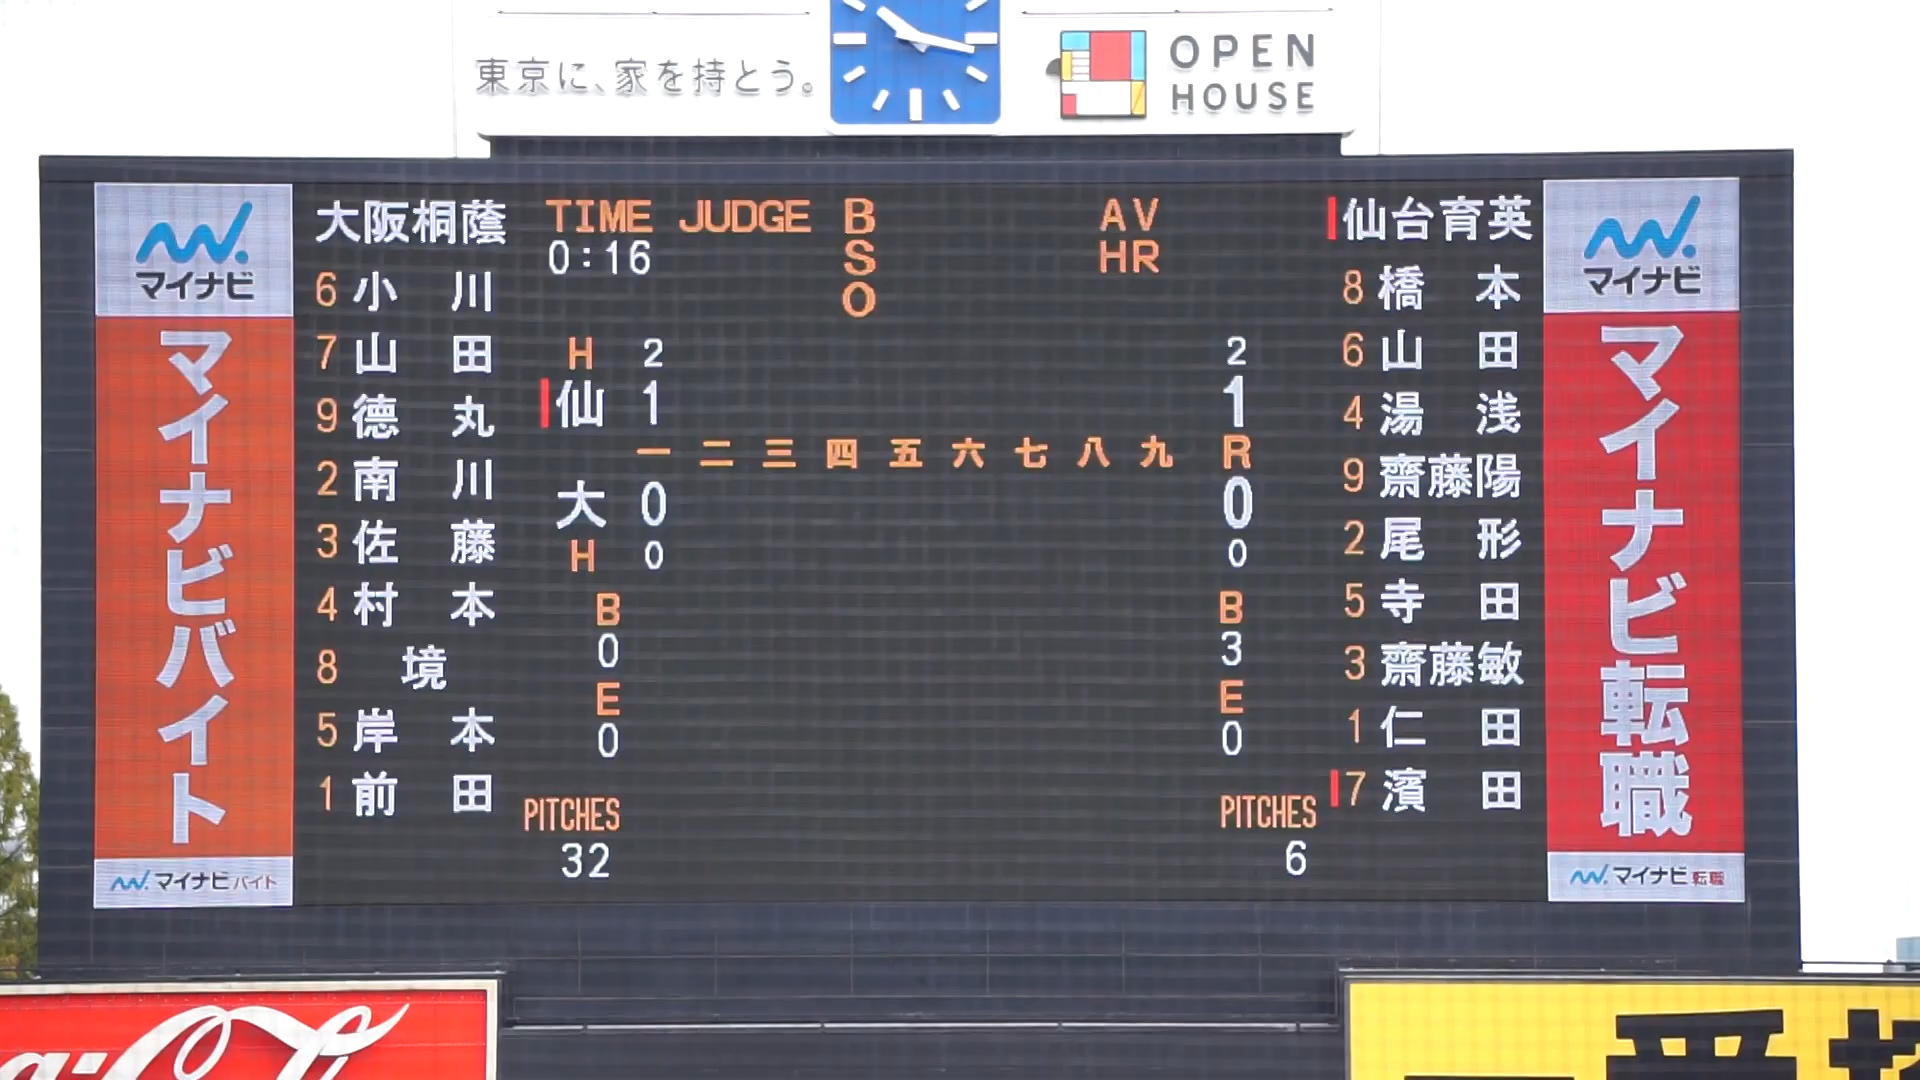 東京に、家を持とう。
OPEN
HOUSE
マイナビ
マイナビバイト
マイナビバイト
大阪桐蔭
6 小川
7 山田
9 徳丸
2 南川
3 佐藤
4 村本
8 境
5 岸本
1 前田
TIME JUDGE B
0:16
S
O
AV
HR
H 2 2
仙 1 1
一 二 三 四 五 六 七 八 九 R
大 0 0
H 0 0
B
0
E
0
PITCHES
32
B
3
E
0
PITCHES
6
仙台育英
8 橋本
6 山田
4 湯浅
9 齋藤陽
2 尾形
5 寺田
3 齋藤敏
1 仁田
7 濱田
マイナビ
マイナビ転職
マイナビ転職